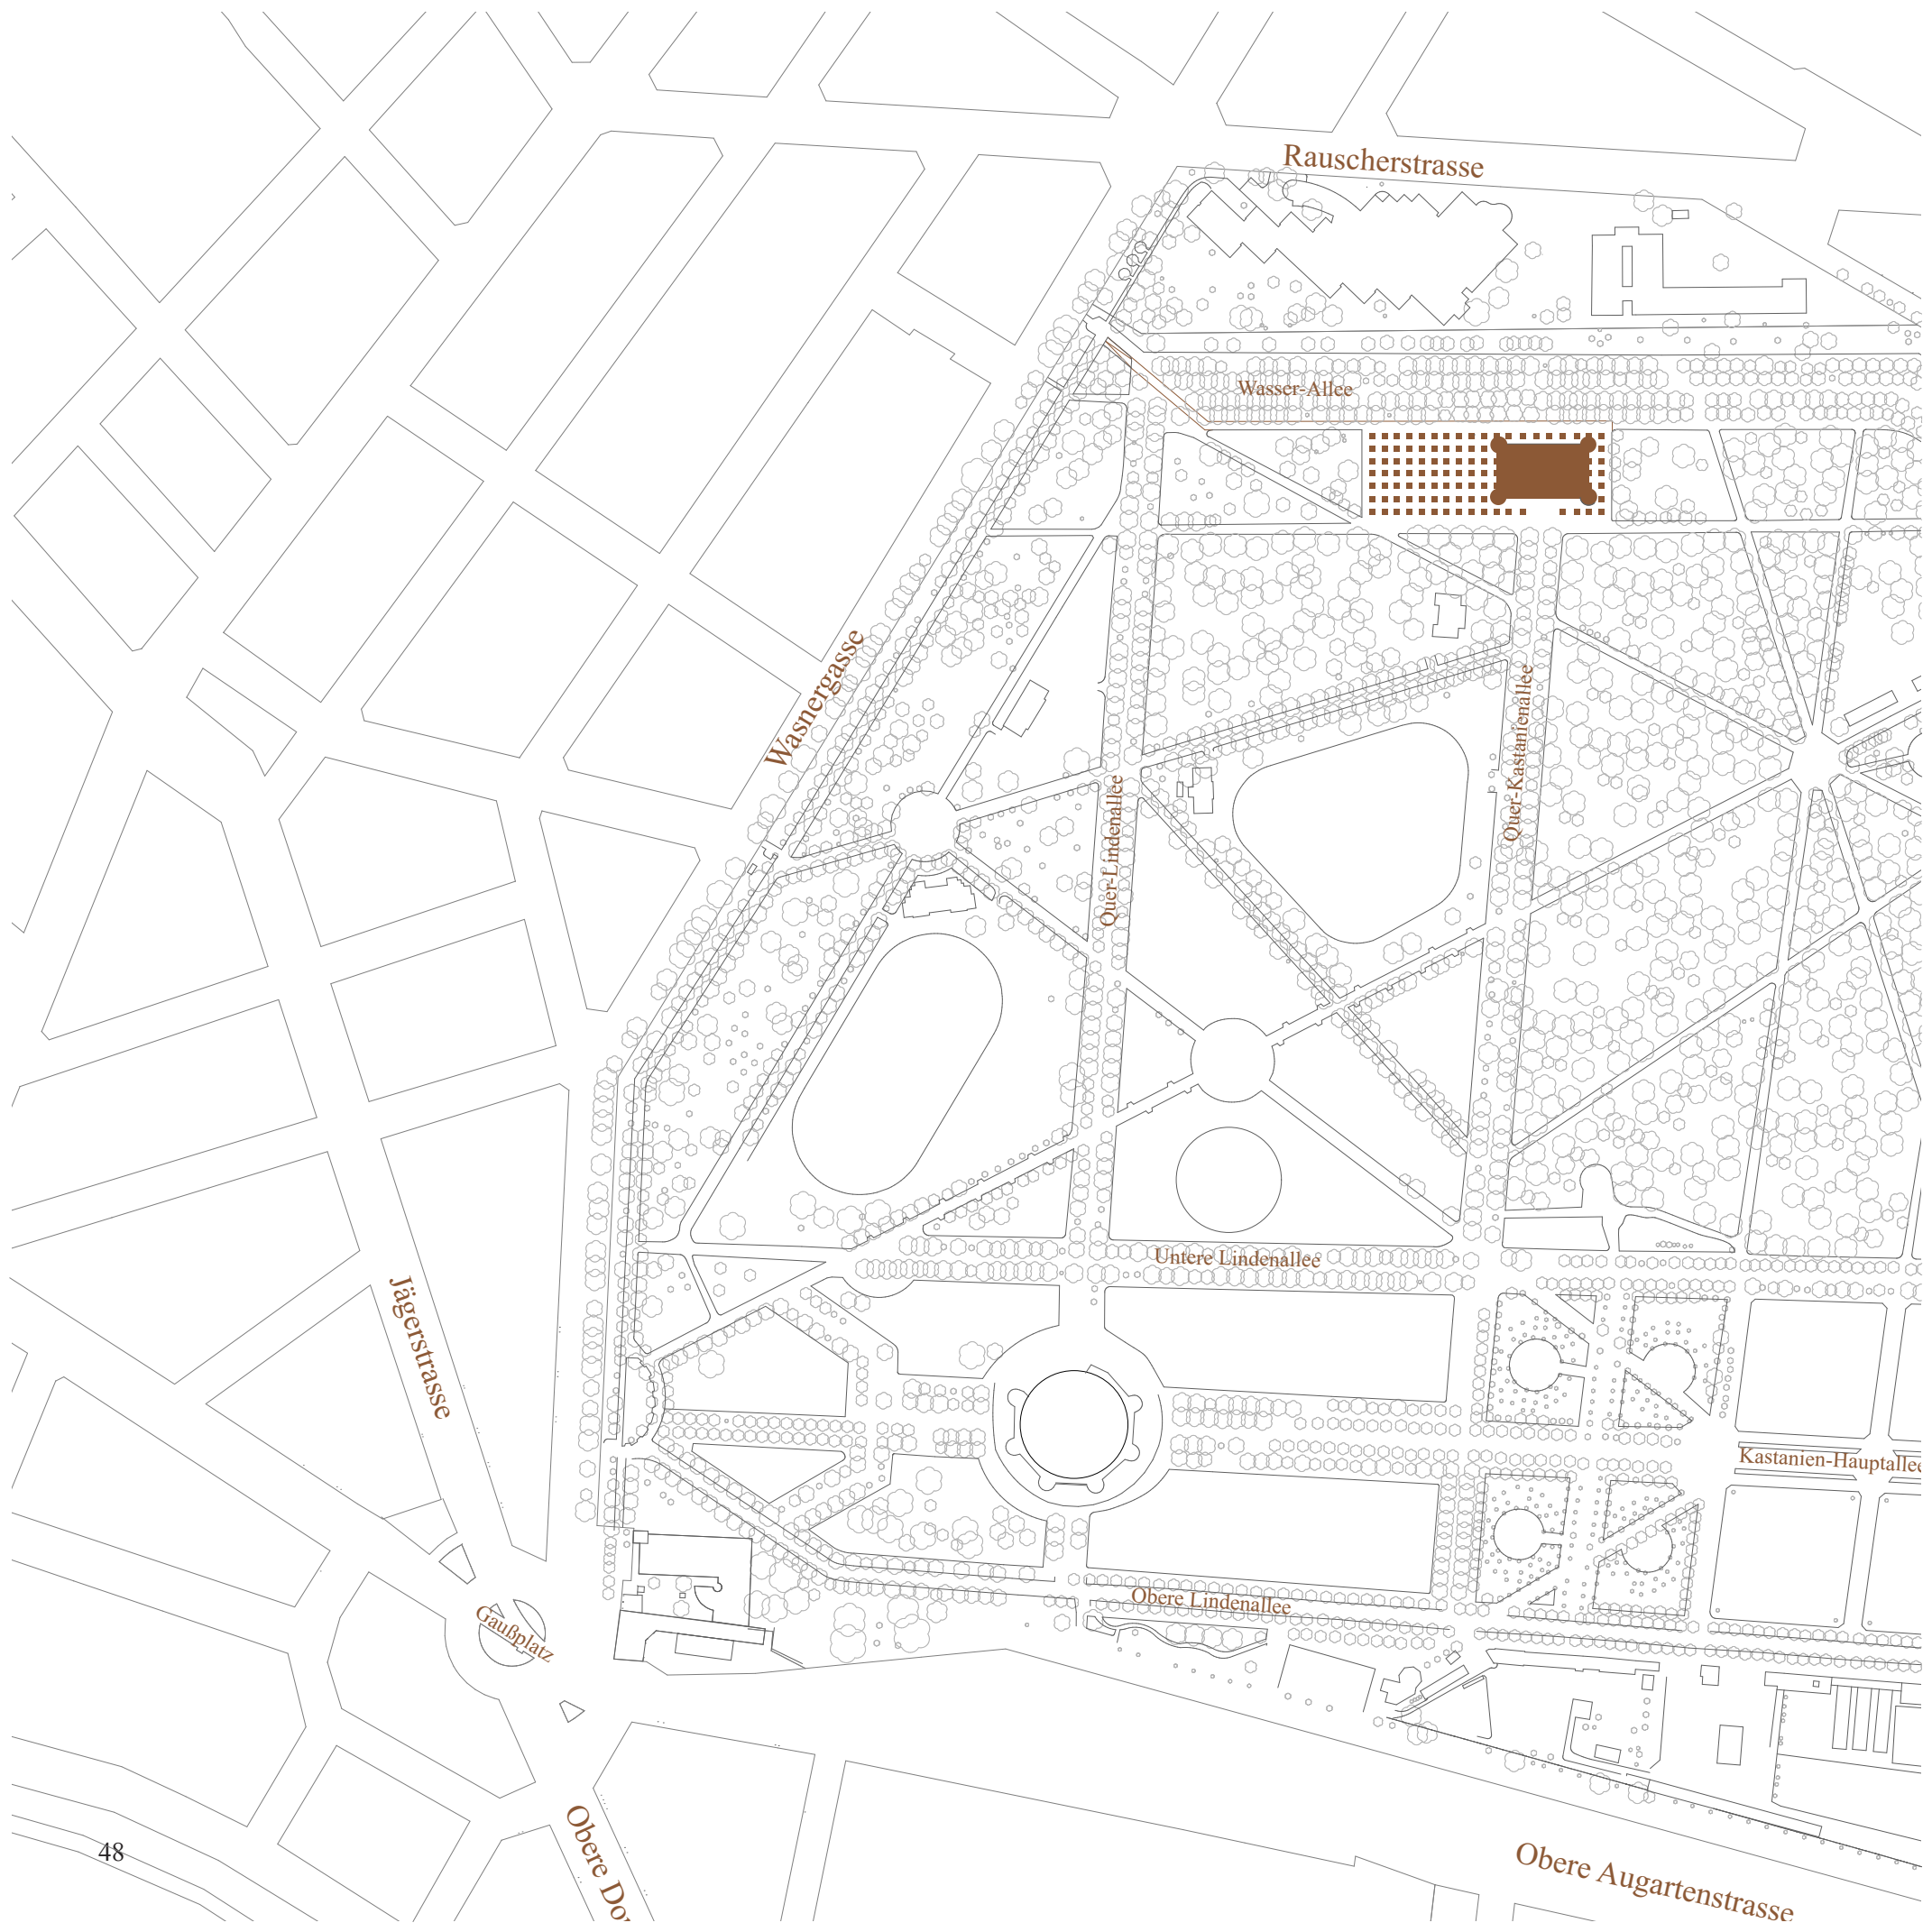 Rauscherstrasse
Wasser-Allee
Wasnergasse
Quer-Kastanienallee
Quer-Lindenallee
Untere Lindenallee
Jägerstrasse
Kastanien-Hauptallee
Obere Lindenallee
Gaußplatz
48
Obere
Obere Augartenstrasse